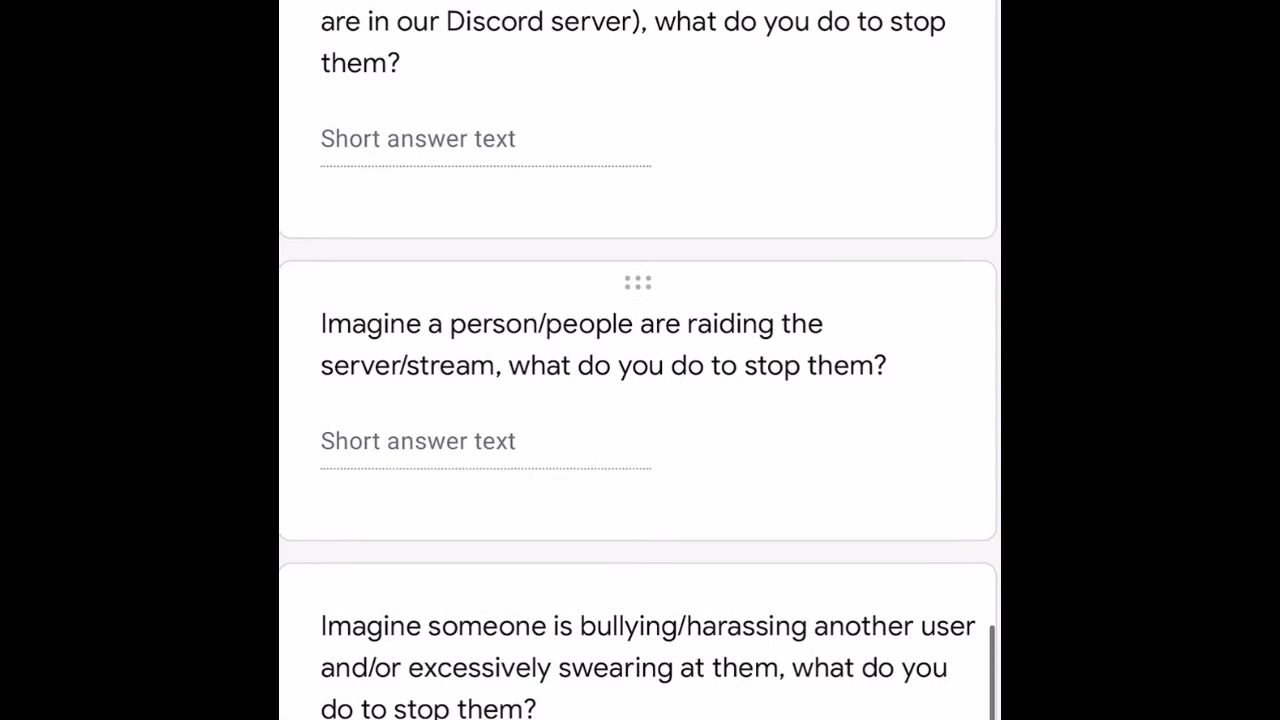 are in our Discord server), what do you do to stop
them?
Short answer text
Imagine a person/people are raiding the
server/stream, what do you do to stop them?
Short answer text
Imagine someone is bullying/harassing another user
and/or excessively swearing at them, what do you
do to stop them?